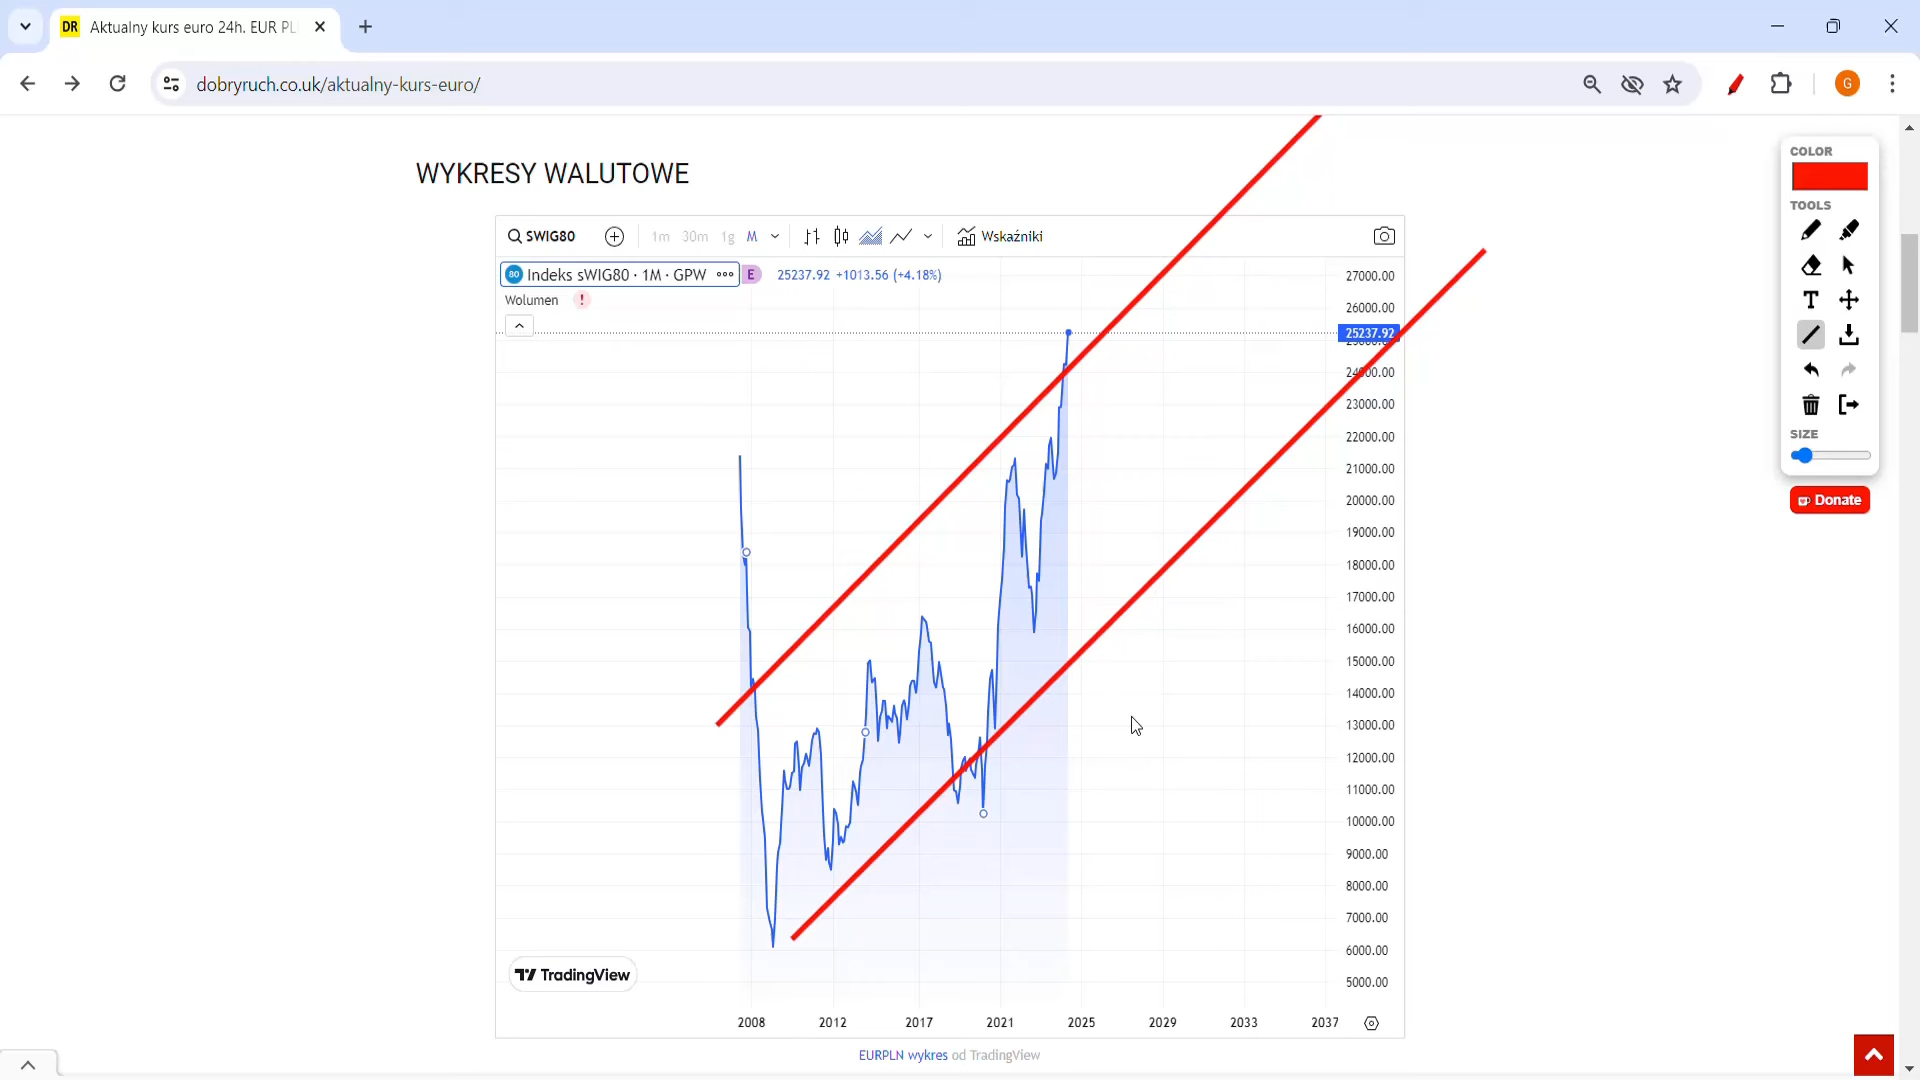 DR Aktualny kurs euro 24h. EUR PL
dobryruch.co.uk/aktualny-kurs-euro/
G
WYKRESY WALUTOWE
SWIG80 1m 30m 1g M Wskaźniki
80 Indeks sWIG80 · 1M · GPW E 25237.92 +1013.56 (+4.18%)
Wolumen !
27000.00
26000.00
25237.92
24000.00
23000.00
22000.00
21000.00
20000.00
19000.00
18000.00
17000.00
16000.00
15000.00
14000.00
13000.00
12000.00
11000.00
10000.00
9000.00
8000.00
7000.00
6000.00
5000.00
TradingView
2008 2012 2017 2021 2025 2029 2033 2037
EURPLN wykres od TradingView
COLOR
TOOLS
T
SIZE
Donate